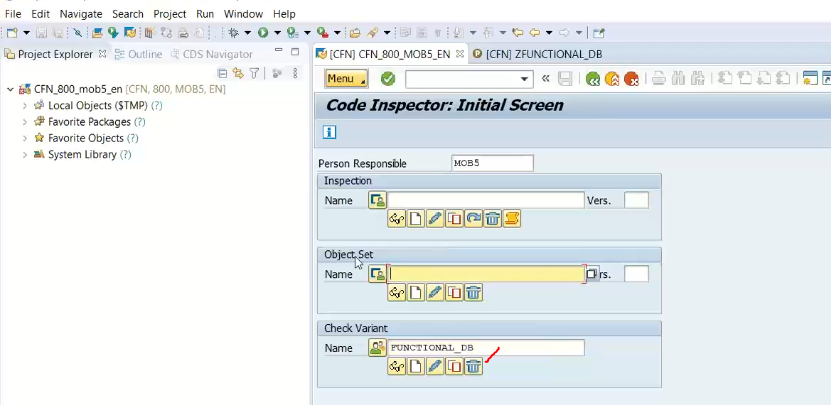 File Edit Navigate Search Project Run Window Help
Project Explorer Outline CDS Navigator
[CFN] CFN_800_MOB5_EN [CFN] ZFUNCTIONAL_DB
CFN_800_mob5_en [CFN, 800, MOB5, EN]
Local Objects ($TMP) (?)
Favorite Packages (?)
Favorite Objects (?)
System Library (?)
Menu
Code Inspector: Initial Screen
Person Responsible MOB5
Inspection
Name Vers.
Object Set
Name rs.
Check Variant
Name FUNCTIONAL_DB